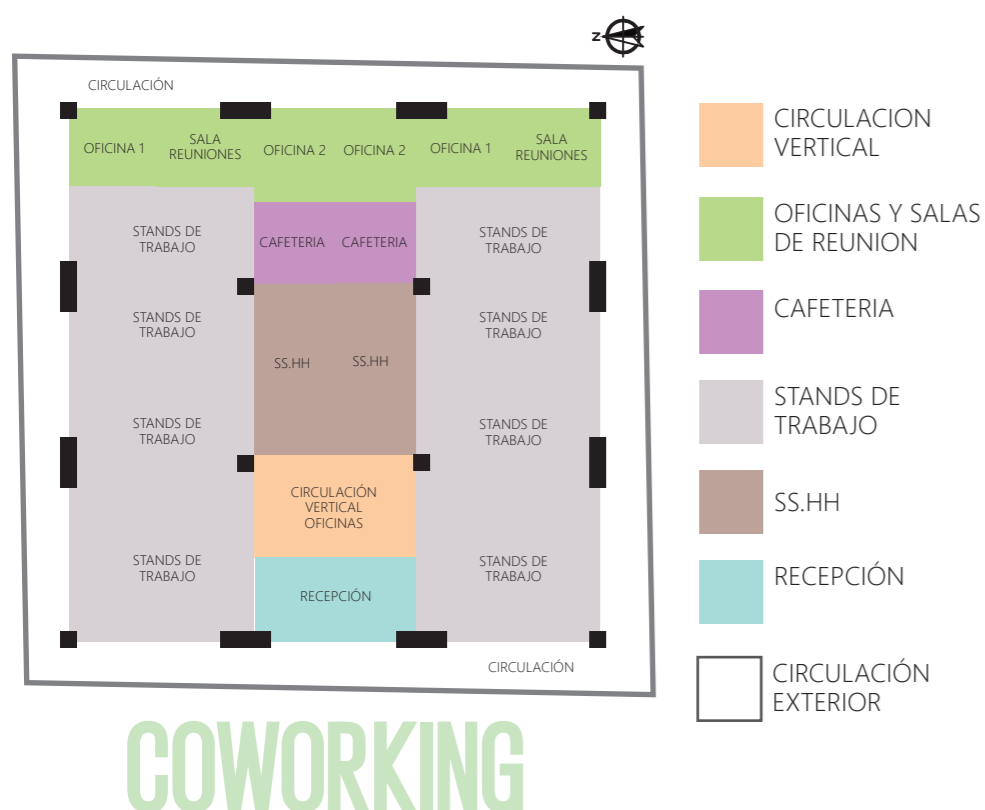 Z
CIRCULACIÓN
OFICINA 1
SALA
REUNIONES
OFICINA 2
OFICINA 2
OFICINA 1
SALA
REUNIONES
STANDS DE
TRABAJO
CAFETERIA
CAFETERIA
STANDS DE
TRABAJO
STANDS DE
TRABAJO
STANDS DE
TRABAJO
SS.HH
SS.HH
STANDS DE
TRABAJO
STANDS DE
TRABAJO
CIRCULACIÓN
VERTICAL
OFICINAS
STANDS DE
TRABAJO
RECEPCIÓN
STANDS DE
TRABAJO
CIRCULACIÓN
COWORKING
CIRCULACION
VERTICAL
OFICINAS Y SALAS
DE REUNION
CAFETERIA
STANDS DE
TRABAJO
SS.HH
RECEPCIÓN
CIRCULACIÓN
EXTERIOR